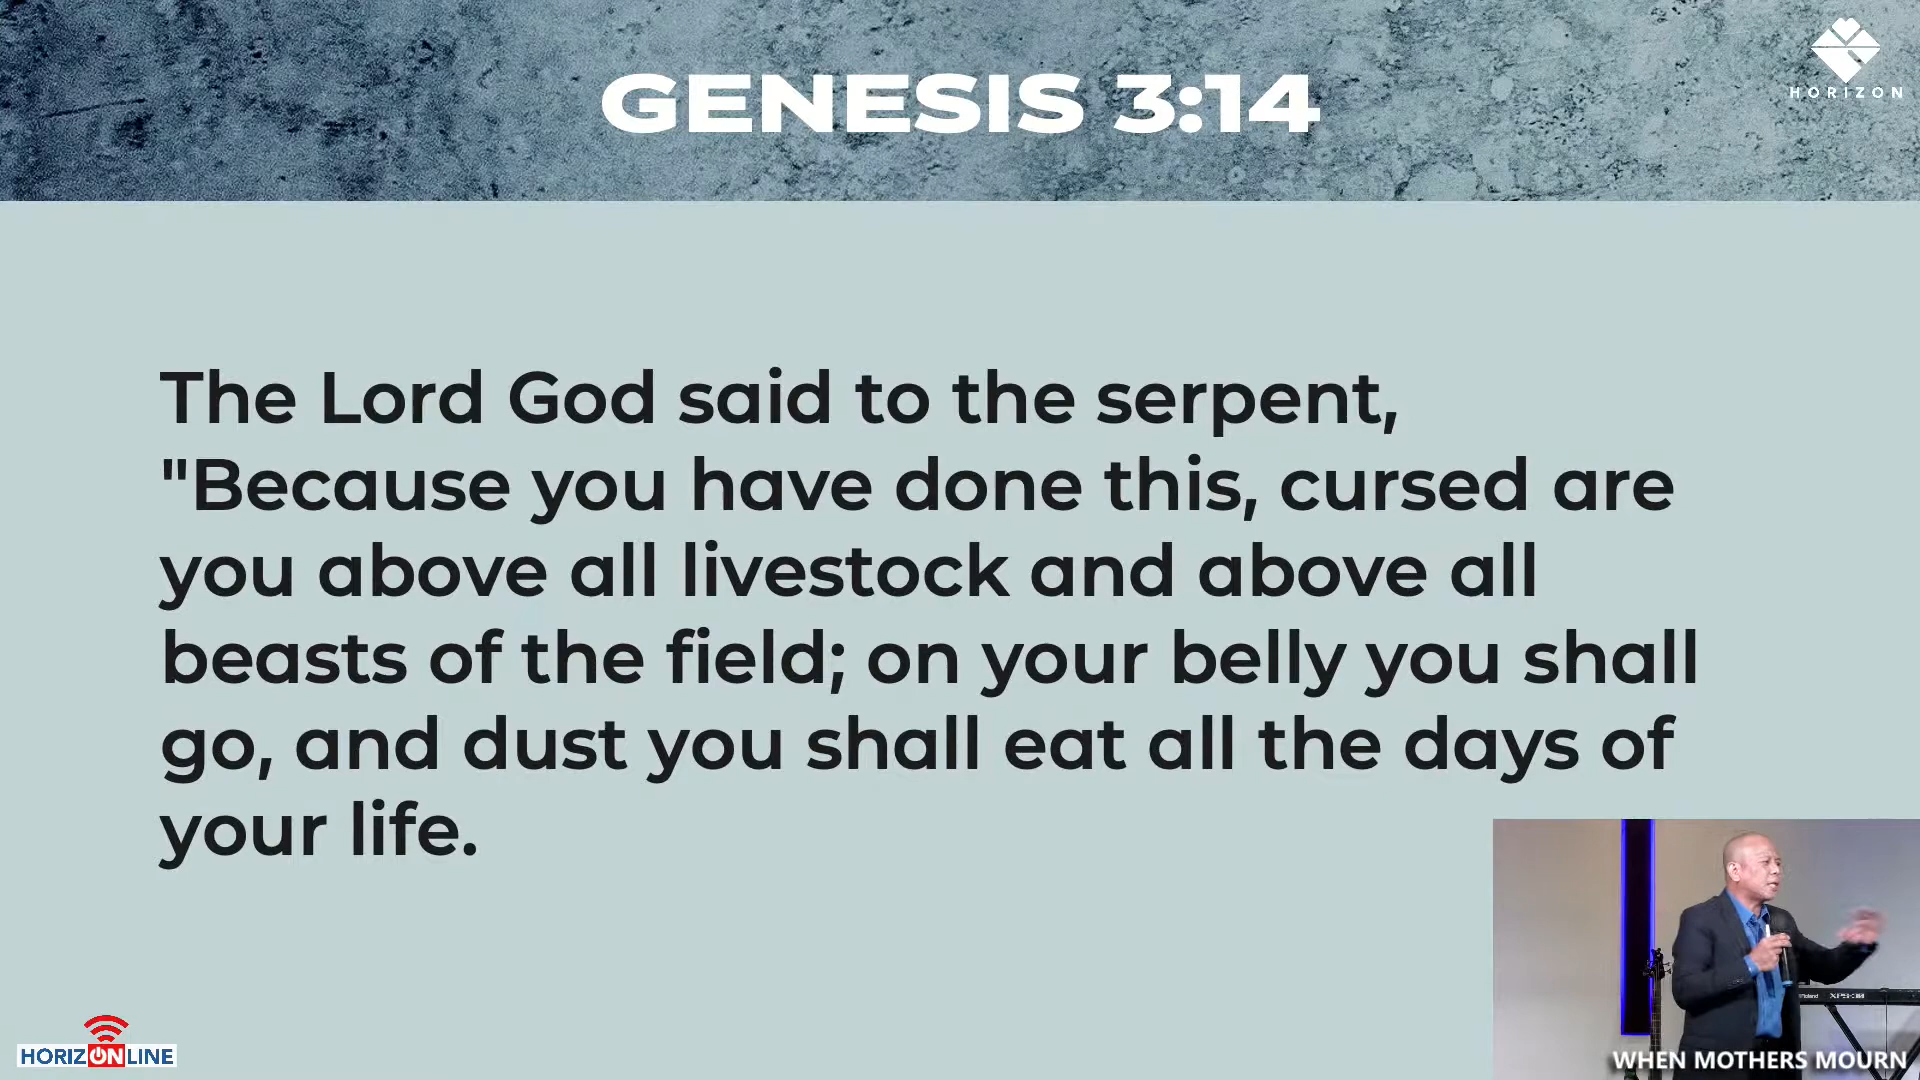 GENESIS 3:14
HORIZON
The Lord God said to the serpent,
"Because you have done this, cursed are
you above all livestock and above all
beasts of the field; on your belly you shall
go, and dust you shall eat all the days of
your life.
Roland
HORIZONLINE
WHEN MOTHERS MOURN